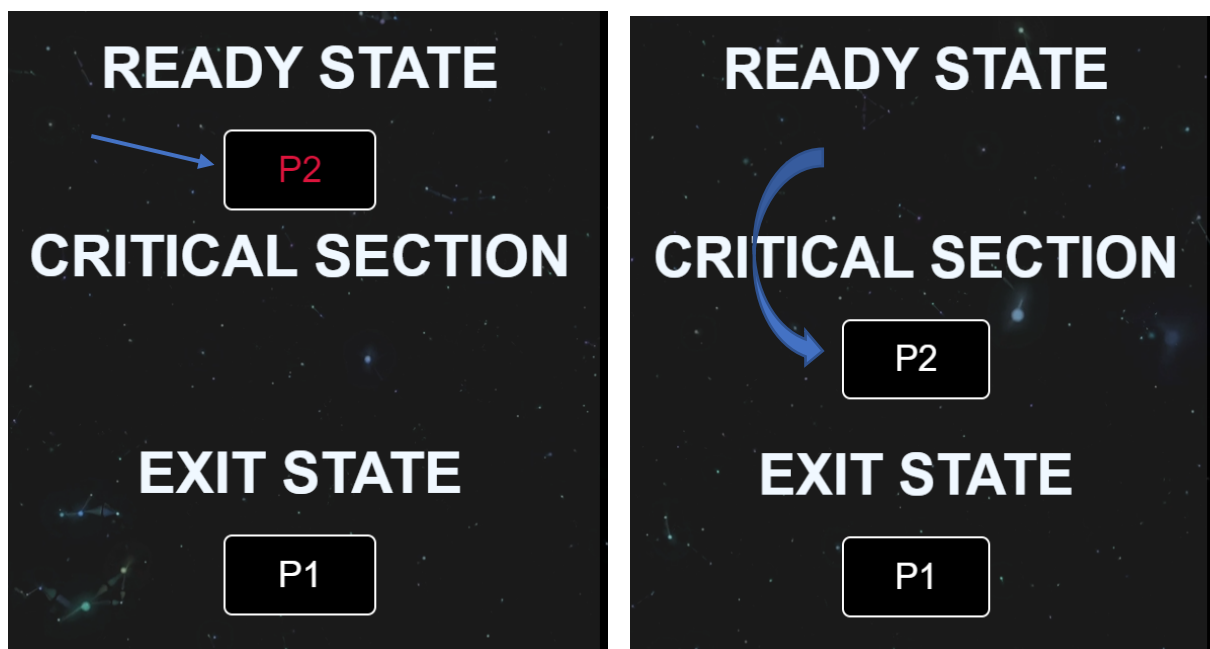 READY STATE
P2
CRITICAL SECTION
EXIT STATE
P1
READY STATE
CRITICAL SECTION
P2
EXIT STATE
P1